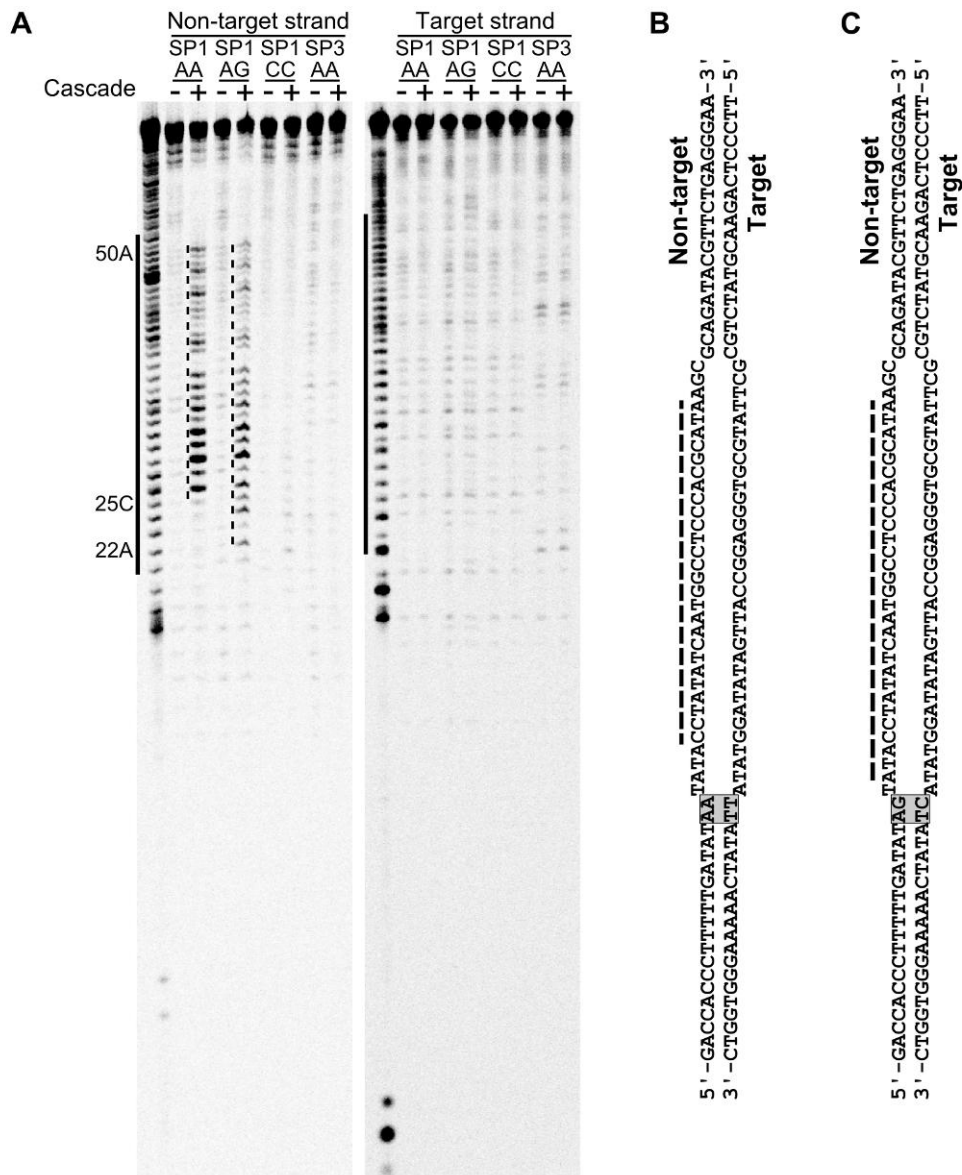 A
Non-target strand
Target strand
SP1 SP1 SP1 SP3
AA AG CC AA
SP1 SP1 SP1 SP3
AA AG CC AA
Cascade - + - + - + - +
- + - + - + - +
50A
25C
22A
B
Non-target
Target
5'-GACCACCCTTTTTGATATAATATACCTATATCAATGGCCTCCCACGCATAAGCGCAGATACGTTCTGAGGGAA-3'
3'-CTGGTGGGAAAAACTATATTATATGGATATAGTTACCGGAGGGTGCGTATTCGCGTCTATGCAAGACTCCCTT-5'
C
Non-target
Target
5'-GACCACCCTTTTTGATATAGTATACCTATATCAATGGCCTCCCACGCATAAGCGCAGATACGTTCTGAGGGAA-3'
3'-CTGGTGGGAAAAACTATATCATATGGATATAGTTACCGGAGGGTGCGTATTCGCGTCTATGCAAGACTCCCTT-5'